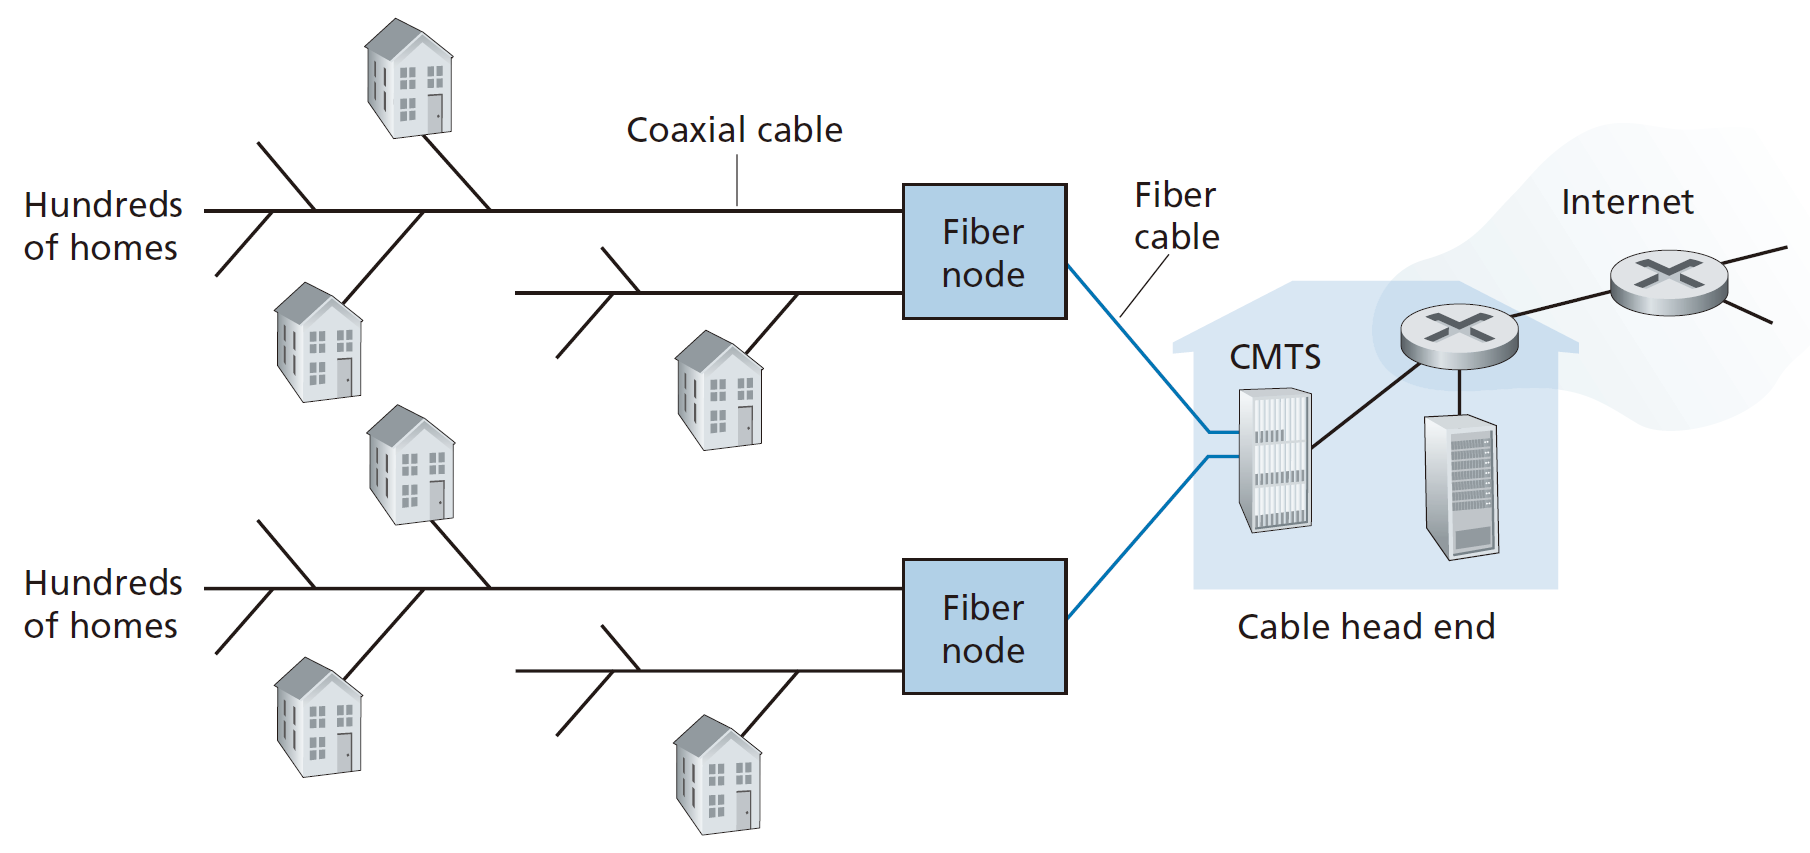 Coaxial cable
Hundreds
of homes
Fiber
node
Fiber
cable
Internet
CMTS
Hundreds
of homes
Fiber
node
Cable head end